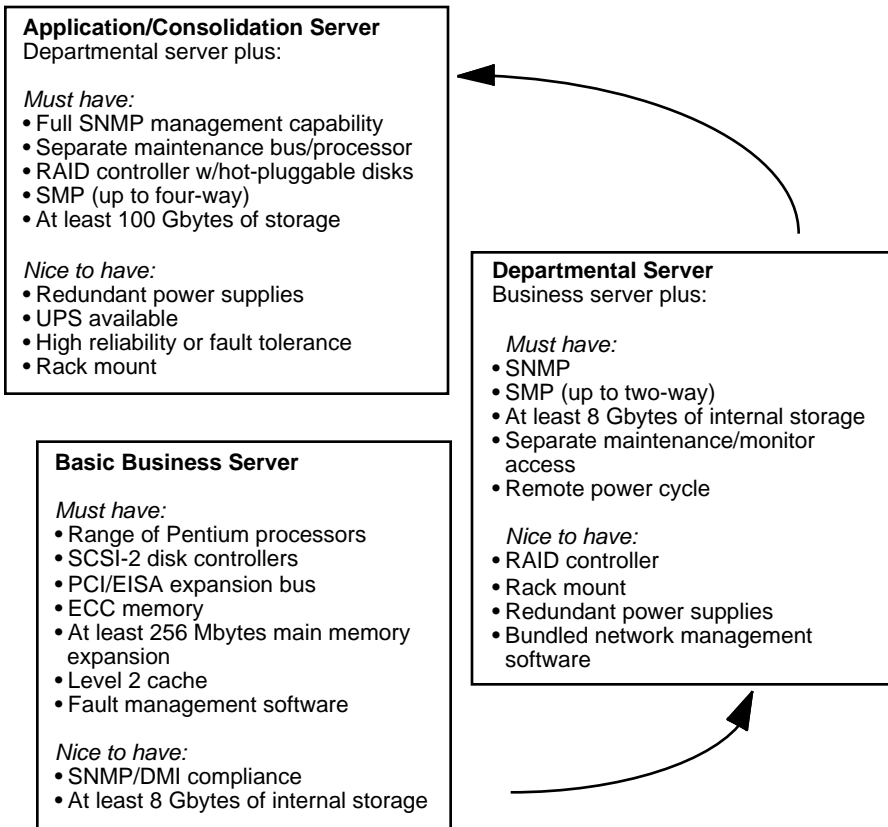 Application/Consolidation Server
Departmental server plus:
Must have:
• Full SNMP management capability
• Separate maintenance bus/processor
• RAID controller w/hot-pluggable disks
• SMP (up to four-way)
• At least 100 Gbytes of storage
Nice to have:
• Redundant power supplies
• UPS available
• High reliability or fault tolerance
• Rack mount
Departmental Server
Business server plus:
Must have:
• SNMP
• SMP (up to two-way)
• At least 8 Gbytes of internal storage
• Separate maintenance/monitor
access
• Remote power cycle
Nice to have:
• RAID controller
• Rack mount
• Redundant power supplies
• Bundled network management
software
Basic Business Server
Must have:
• Range of Pentium processors
• SCSI-2 disk controllers
• PCI/EISA expansion bus
• ECC memory
• At least 256 Mbytes main memory
expansion
• Level 2 cache
• Fault management software
Nice to have:
• SNMP/DMI compliance
• At least 8 Gbytes of internal storage